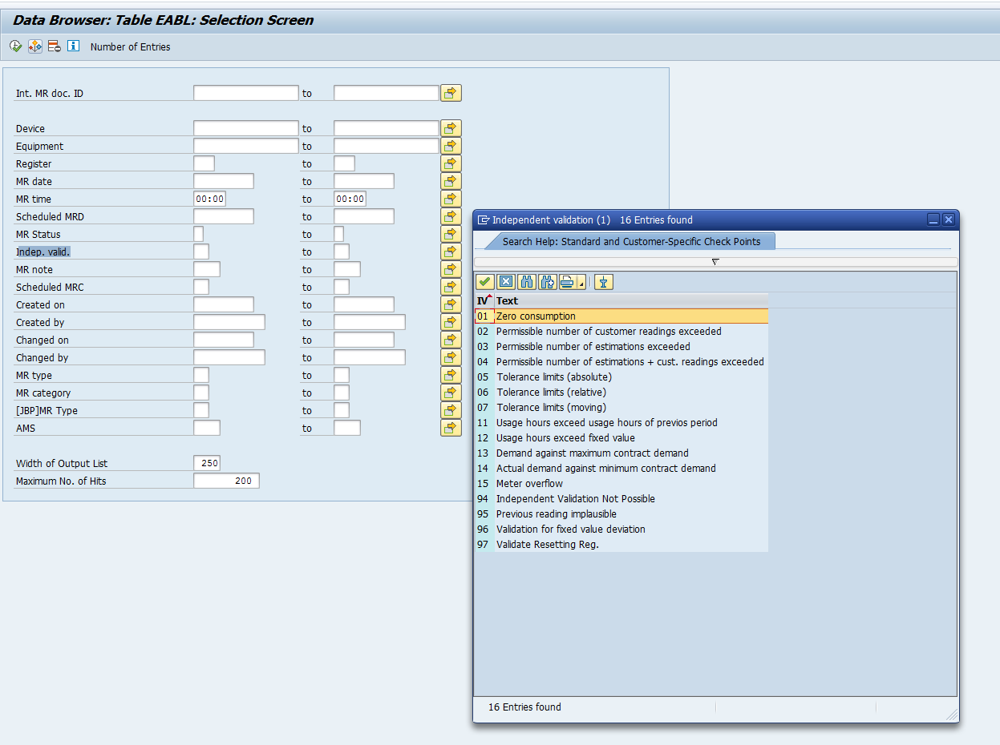 Data Browser: Table EABL: Selection Screen
Number of Entries
Int. MR doc. ID to
Device to
Equipment to
Register to
MR date to
MR time 00:00 to 00:00
Scheduled MRD to
MR Status to
Indep. valid. to
MR note to
Scheduled MRC to
Created on to
Created by to
Changed on to
Changed by to
MR type to
MR category to
[JBP]MR Type to
AMS to
Width of Output List 250
Maximum No. of Hits 200
Independent validation (1) 16 Entries found
Search Help: Standard and Customer-Specific Check Points
IV Text
01 Zero consumption
02 Permissible number of customer readings exceeded
03 Permissible number of estimations exceeded
04 Permissible number of estimations + cust. readings exceeded
05 Tolerance limits (absolute)
06 Tolerance limits (relative)
07 Tolerance limits (moving)
11 Usage hours exceed usage hours of previos period
12 Usage hours exceed fixed value
13 Demand against maximum contract demand
14 Actual demand against minimum contract demand
15 Meter overflow
94 Independent Validation Not Possible
95 Previous reading implausible
96 Validation for fixed value deviation
97 Validate Resetting Reg.
16 Entries found